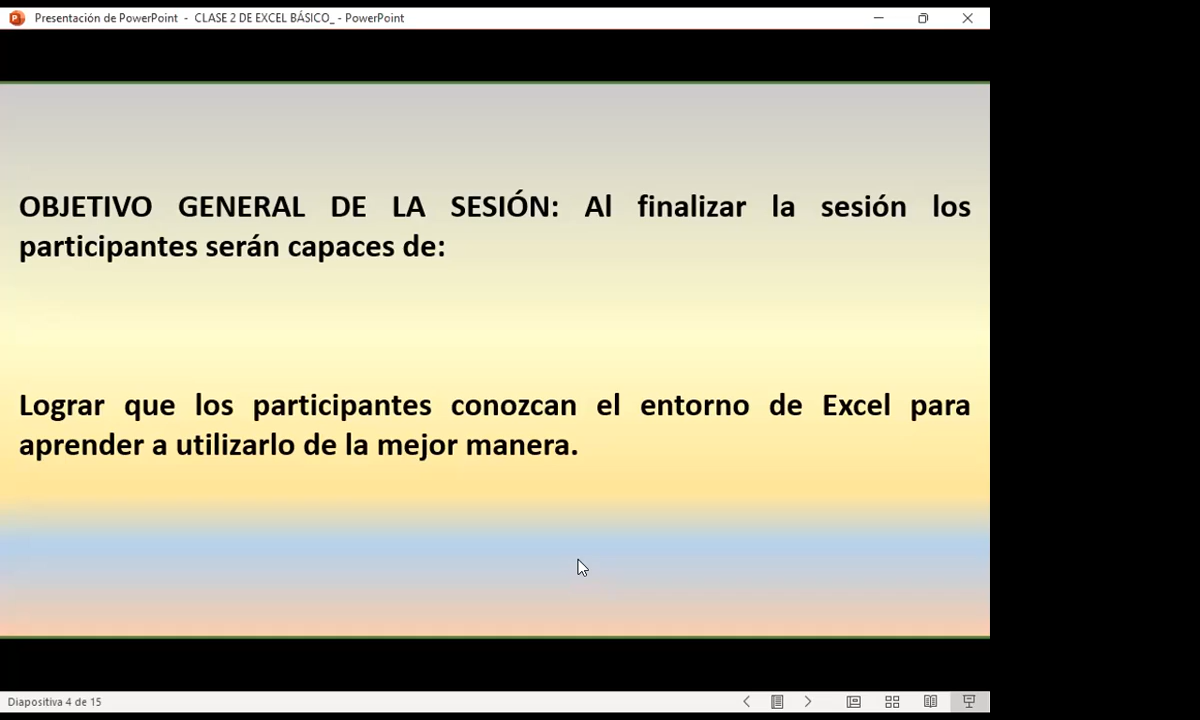 Presentación de PowerPoint - CLASE 2 DE EXCEL BÁSICO_ - PowerPoint
OBJETIVO GENERAL DE LA SESIÓN: Al finalizar la sesión los
participantes serán capaces de:
Lograr que los participantes conozcan el entorno de Excel para
aprender a utilizarlo de la mejor manera.
Diapositiva 4 de 15